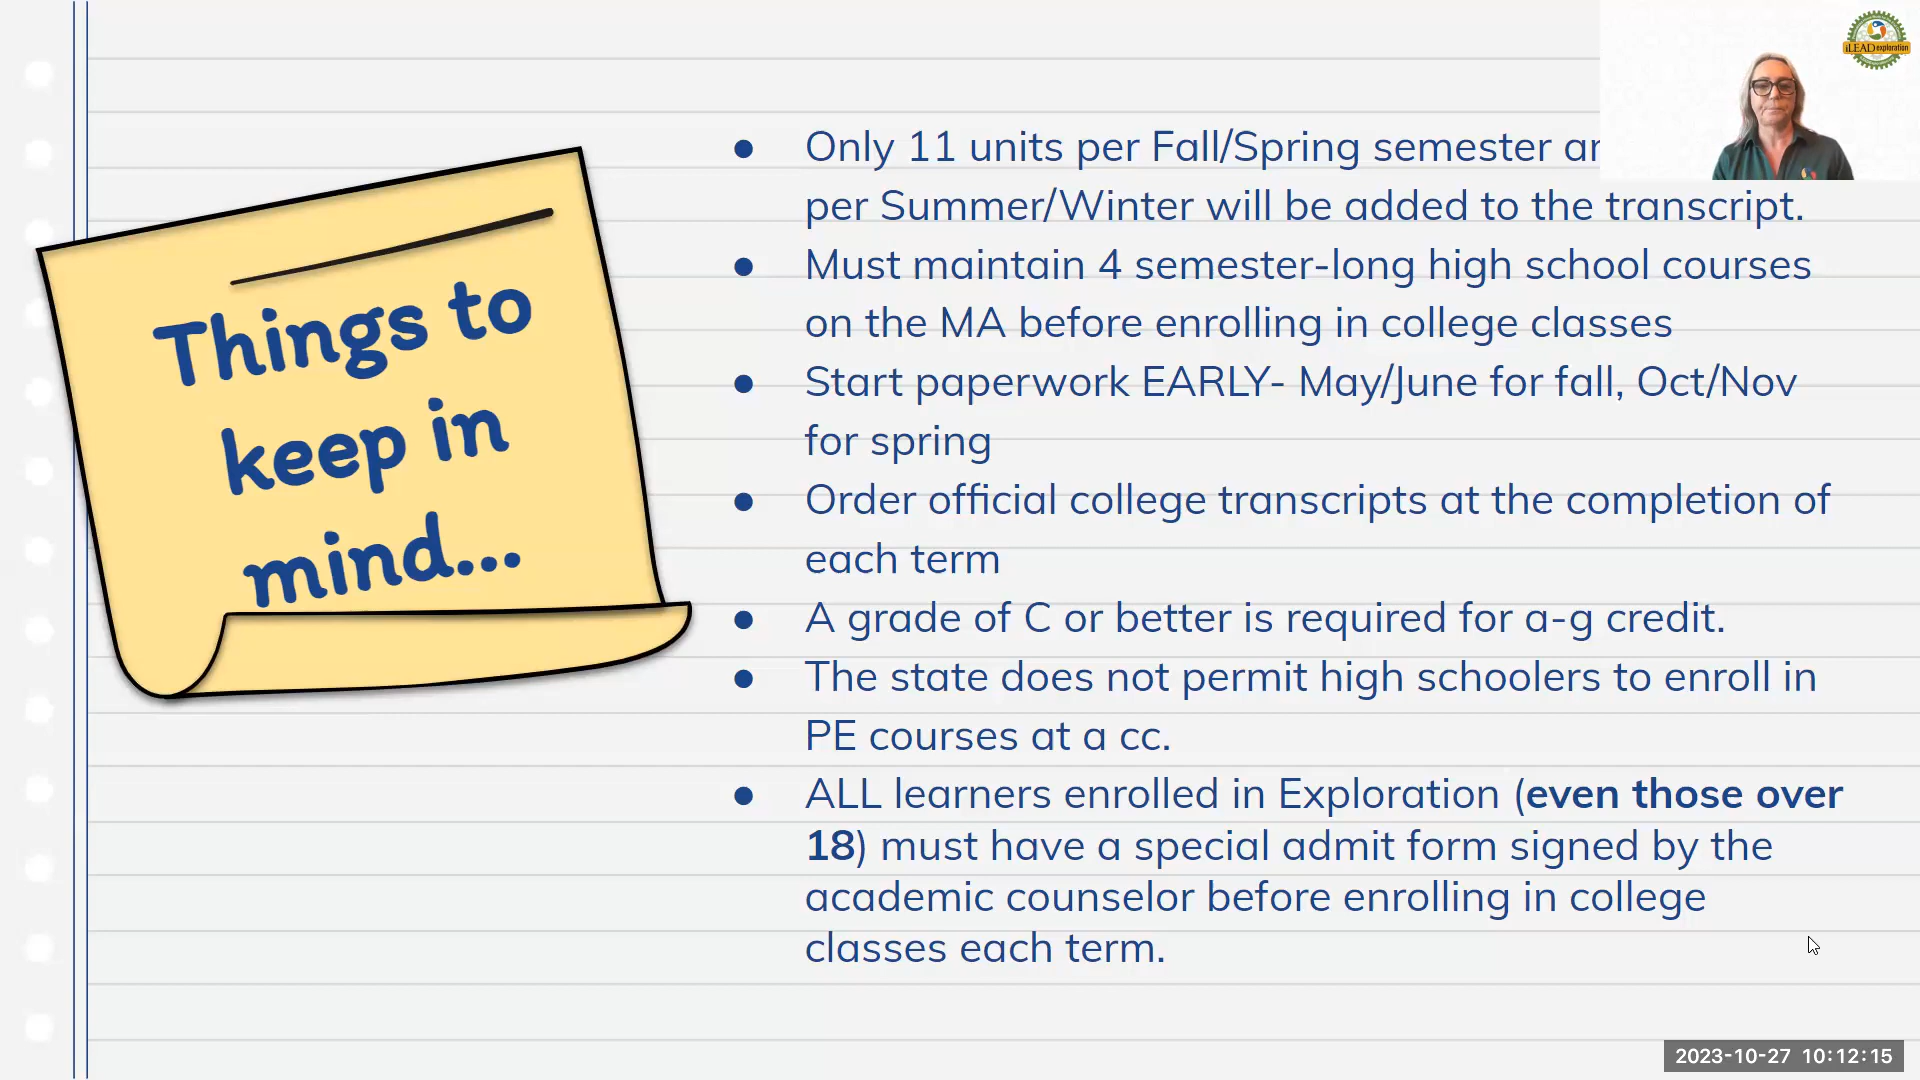 iLEAD exploration
Things to
keep in
mind...
● Only 11 units per Fall/Spring semester
per Summer/Winter will be added to the transcript.
● Must maintain 4 semester-long high school courses
on the MA before enrolling in college classes
● Start paperwork EARLY- May/June for fall, Oct/Nov
for spring
● Order official college transcripts at the completion of
each term
● A grade of C or better is required for a-g credit.
● The state does not permit high schoolers to enroll in
PE courses at a cc.
● ALL learners enrolled in Exploration (even those over
18) must have a special admit form signed by the
academic counselor before enrolling in college
classes each term.
2023-10-27 10:12:15